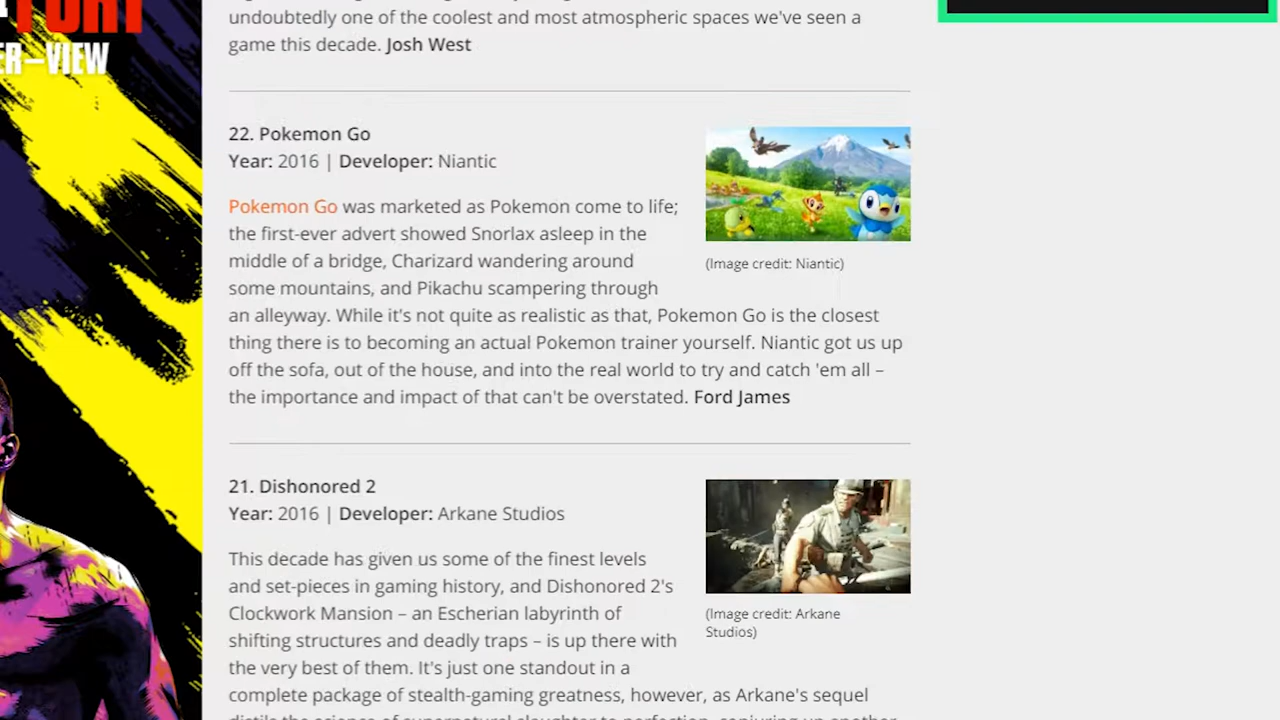 FURY
ER–VIEW
undoubtedly one of the coolest and most atmospheric spaces we've seen a
game this decade. Josh West
22. Pokemon Go
Year: 2016 | Developer: Niantic
Pokemon Go was marketed as Pokemon come to life;
the first-ever advert showed Snorlax asleep in the
middle of a bridge, Charizard wandering around
some mountains, and Pikachu scampering through
an alleyway. While it's not quite as realistic as that, Pokemon Go is the closest
thing there is to becoming an actual Pokemon trainer yourself. Niantic got us up
off the sofa, out of the house, and into the real world to try and catch 'em all –
the importance and impact of that can't be overstated. Ford James
(Image credit: Niantic)
21. Dishonored 2
Year: 2016 | Developer: Arkane Studios
This decade has given us some of the finest levels
and set-pieces in gaming history, and Dishonored 2's
Clockwork Mansion – an Escherian labyrinth of
shifting structures and deadly traps – is up there with
the very best of them. It's just one standout in a
complete package of stealth-gaming greatness, however, as Arkane's sequel
(Image credit: Arkane
Studios)